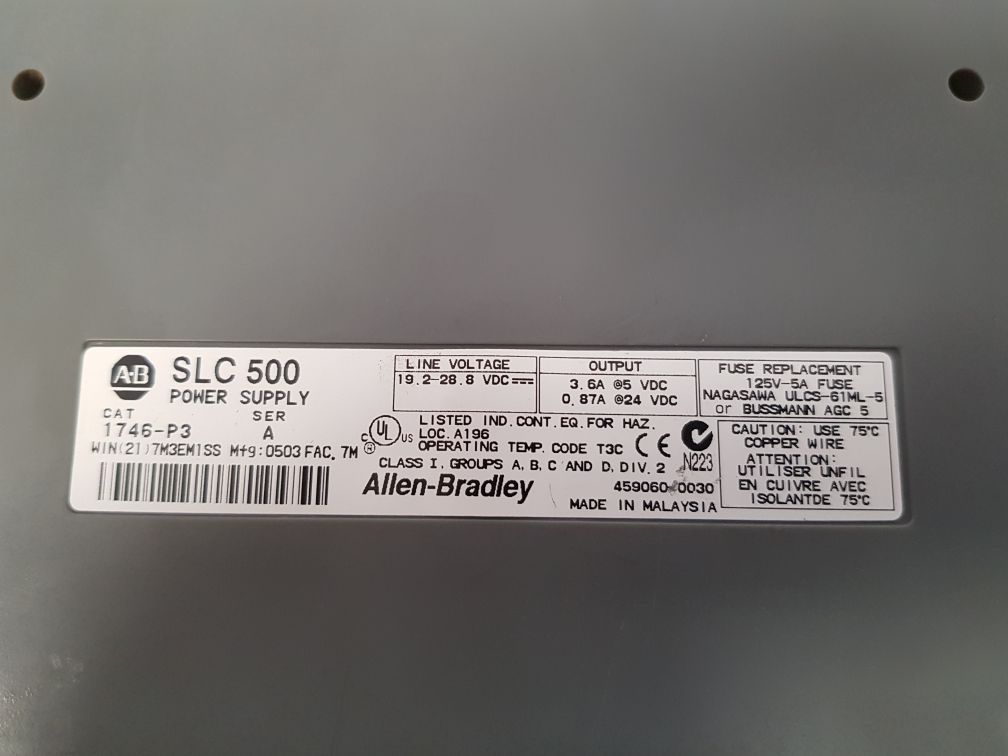 A·B SLC 500
POWER SUPPLY
CAT SER
1746-P3 A
WIN(21)7M3EM1SS Mfg:0503 FAC. 7M
LINE VOLTAGE
19.2-28.8 VDC
OUTPUT
3.6A @5 VDC
0.87A @24 VDC
FUSE REPLACEMENT
125V-5A FUSE
NAGASAWA ULCS-61ML-5
or BUSSMANN AGC 5
C UL US ®
LISTED IND.CONT.EQ.FOR HAZ.
LOC.A196
OPERATING TEMP. CODE T3C CE
CLASS I, GROUPS A, B, C AND D, DIV. 2 N223
Allen-Bradley
459060-0030
MADE IN MALAYSIA
CAUTION: USE 75°C
COPPER WIRE
ATTENTION:
UTILISER UNFIL
EN CUIVRE AVEC
ISOLANTDE 75°C